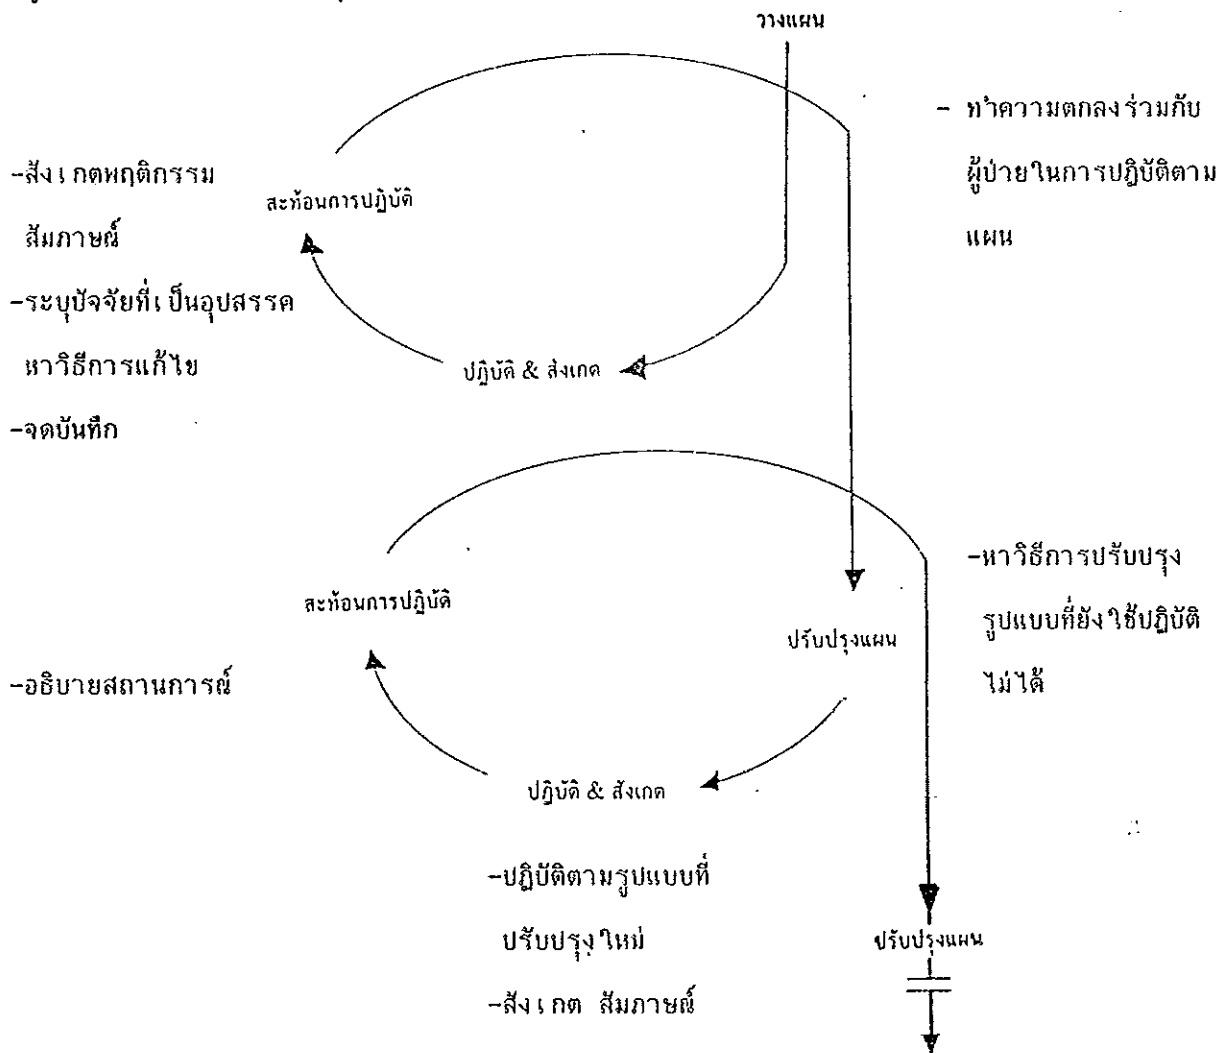 วางแผน
- ทำความตกลงร่วมกับ
ผู้ป่วยในการปฎิบัติตาม
แผน
-สังเกตพฤติกรรม
สัมภาษณ์
-ระบุปัจจัยที่เป็นอุปสรรค
หาวิธีการแก้ไข
-จดบันทึก
สะท้อนการปฎิบัติ
ปฎิบัติ & สังเกต
สะท้อนการปฎิบัติ
ปรับปรุงแผน
-หาวิธีการปรับปรุง
รูปแบบที่ยังใช้ปฎิบัติ
ไม่ได้
-อธิบายสถานการณ์
ปฎิบัติ & สังเกต
-ปฎิบัติตามรูปแบบที่
ปรับปรุงใหม่
-สังเกต สัมภาษณ์
ปรับปรุงแผน